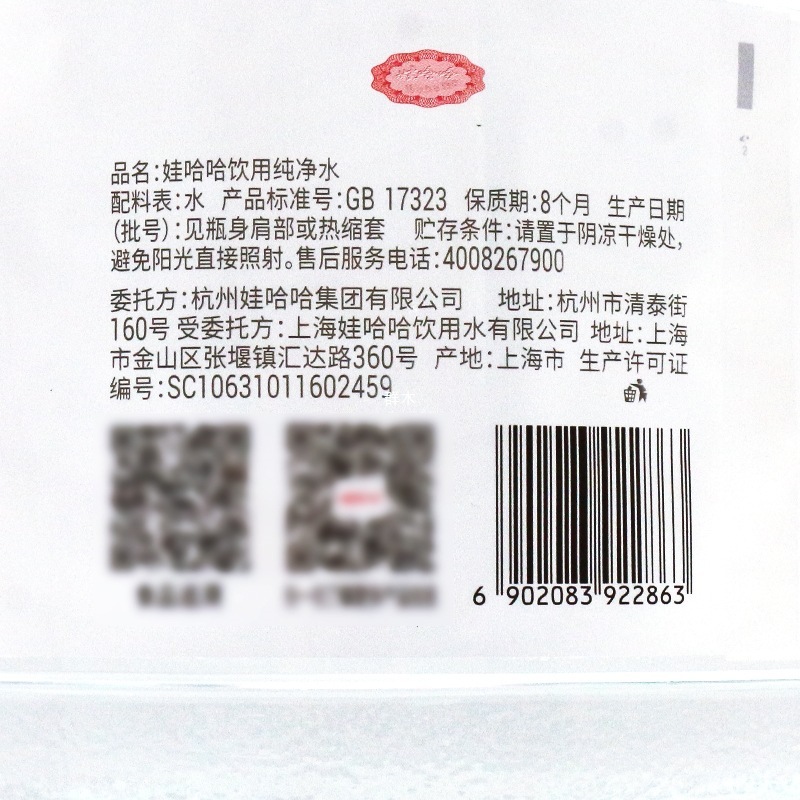 娃哈哈
品名:娃哈哈饮用纯净水
配料表:水 产品标准号:GB 17323 保质期:8个月 生产日期
(批号):见瓶身肩部或热缩套 贮存条件:请置于阴凉干燥处,
避免阳光直接照射。售后服务电话:4008267900
委托方:杭州娃哈哈集团有限公司 地址:杭州市清泰街
160号 受委托方:上海娃哈哈饮用水有限公司 地址:上海
市金山区张堰镇汇达路360号 产地:上海市 生产许可证
编号:SC10631011602459
6 902083 922863